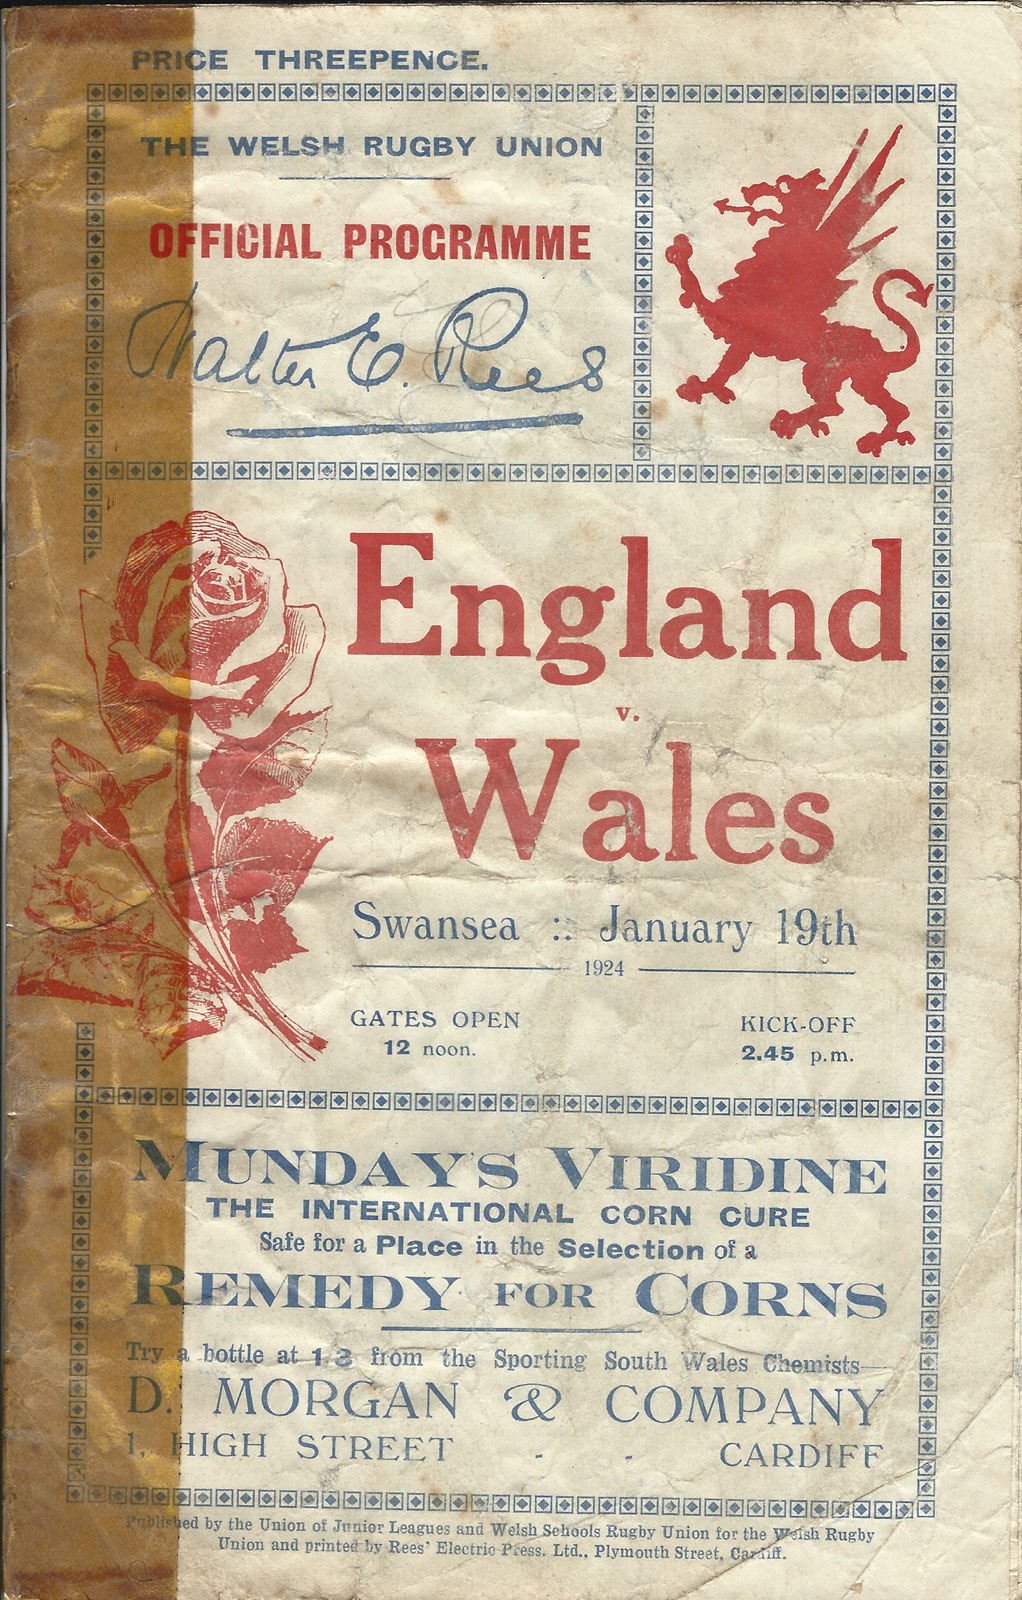 PRICE THREEPENCE.
THE WELSH RUGBY UNION
OFFICIAL PROGRAMME
Walter E. Rees
England
v.
Wales
Swansea :: January 19th
1924
GATES OPEN
12 noon.
KICK-OFF
2.45 p.m.
MUNDAY'S VIRIDINE
THE INTERNATIONAL CORN CURE
Safe for a Place in the Selection of a
REMEDY FOR CORNS
Try a bottle at 1/3 from the Sporting South Wales Chemists—
D. MORGAN & COMPANY
1, HIGH STREET - - CARDIFF
Published by the Union of Junior Leagues and Welsh Schools Rugby Union for the Welsh Rugby
Union and printed by Rees' Electric Press. Ltd., Plymouth Street, Cardiff.